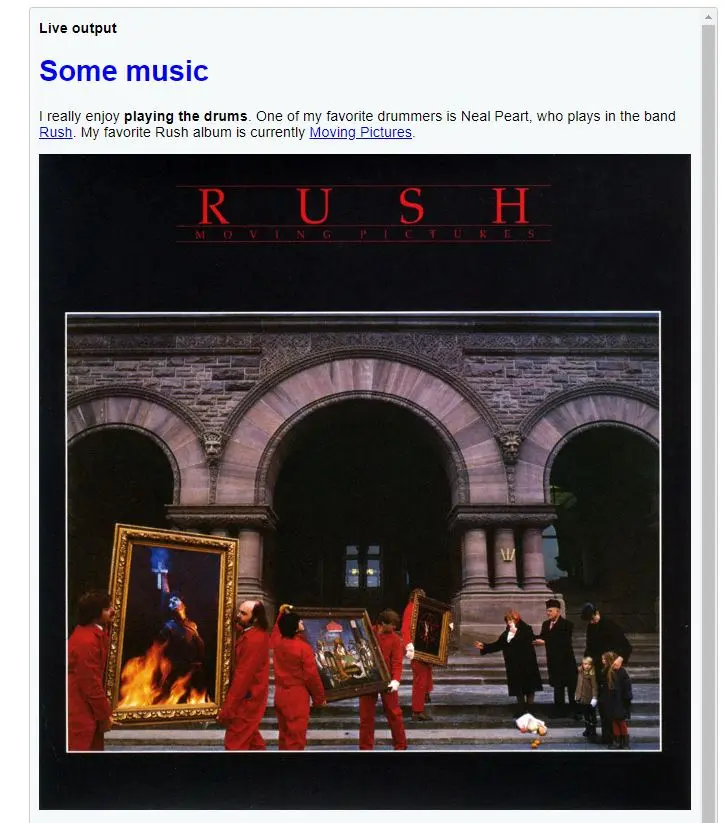 Live output
Some music
I really enjoy playing the drums. One of my favorite drummers is Neal Peart, who plays in the band
Rush. My favorite Rush album is currently Moving Pictures.
RUSH
MOVING PICTURES